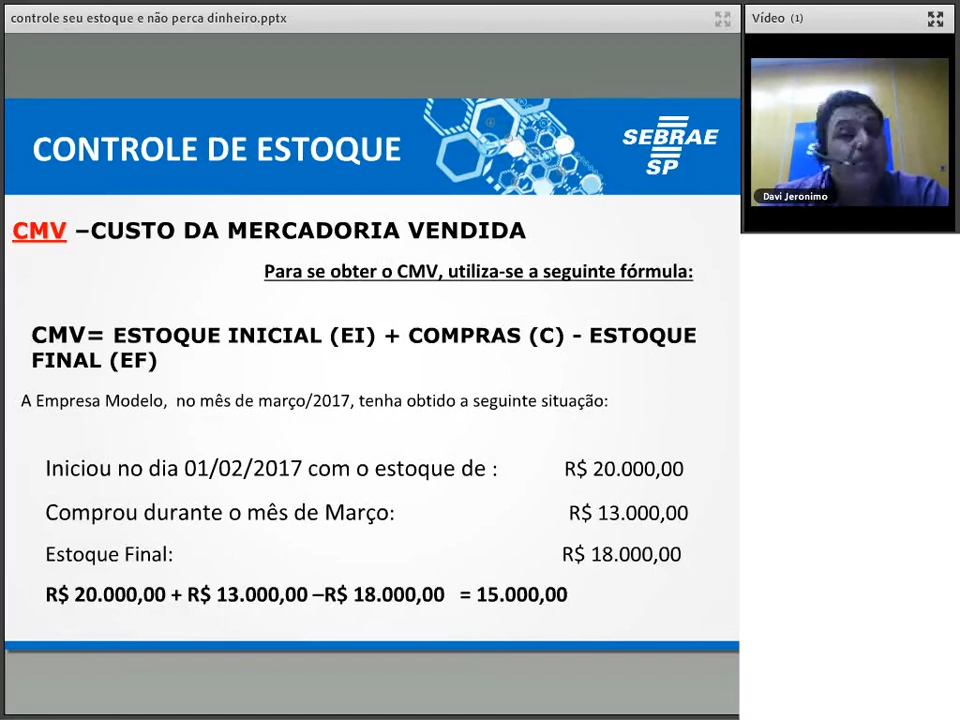 controle seu estoque e não perca dinheiro.pptx
Vídeo (1)
CONTROLE DE ESTOQUE
SEBRAE
SP
Davi Jeronimo
CMV –CUSTO DA MERCADORIA VENDIDA
Para se obter o CMV, utiliza-se a seguinte fórmula:
CMV= ESTOQUE INICIAL (EI) + COMPRAS (C) - ESTOQUE
FINAL (EF)
A Empresa Modelo, no mês de março/2017, tenha obtido a seguinte situação:
Iniciou no dia 01/02/2017 com o estoque de : R$ 20.000,00
Comprou durante o mês de Março: R$ 13.000,00
Estoque Final: R$ 18.000,00
R$ 20.000,00 + R$ 13.000,00 –R$ 18.000,00 = 15.000,00